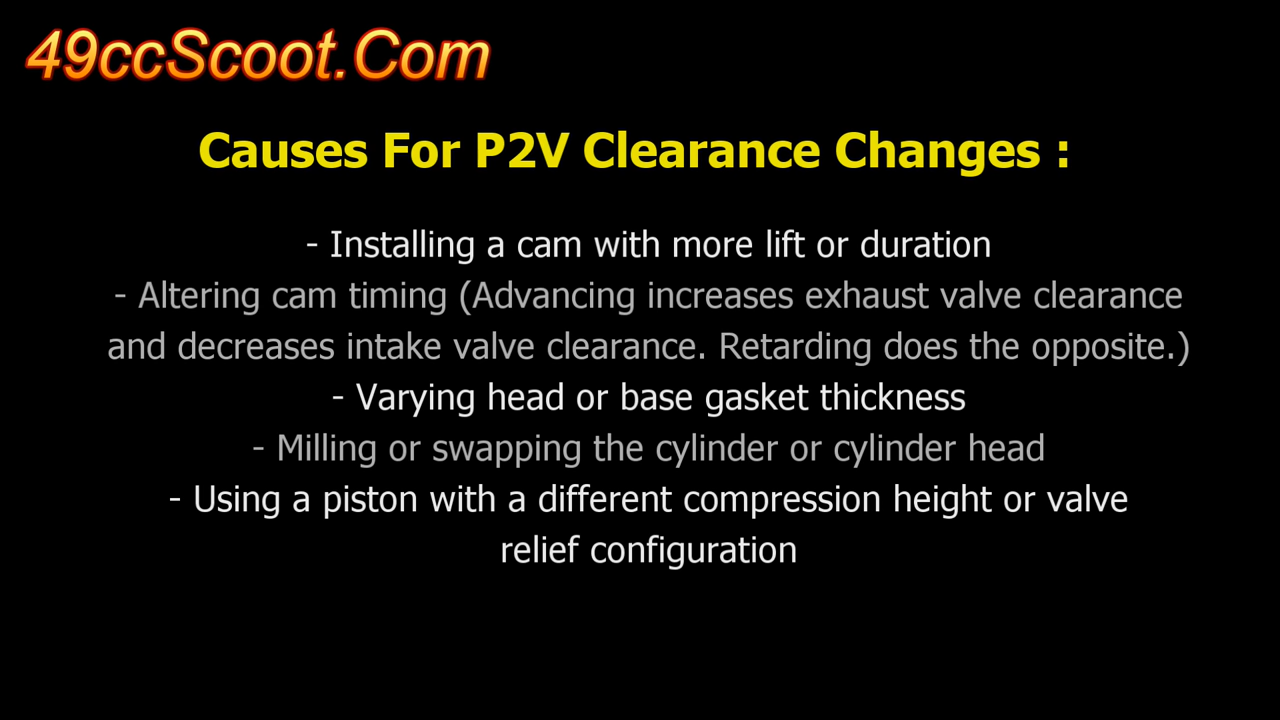 49ccScoot.Com
Causes For P2V Clearance Changes :
- Installing a cam with more lift or duration
- Altering cam timing (Advancing increases exhaust valve clearance
and decreases intake valve clearance. Retarding does the opposite.)
- Varying head or base gasket thickness
- Milling or swapping the cylinder or cylinder head
- Using a piston with a different compression height or valve
relief configuration